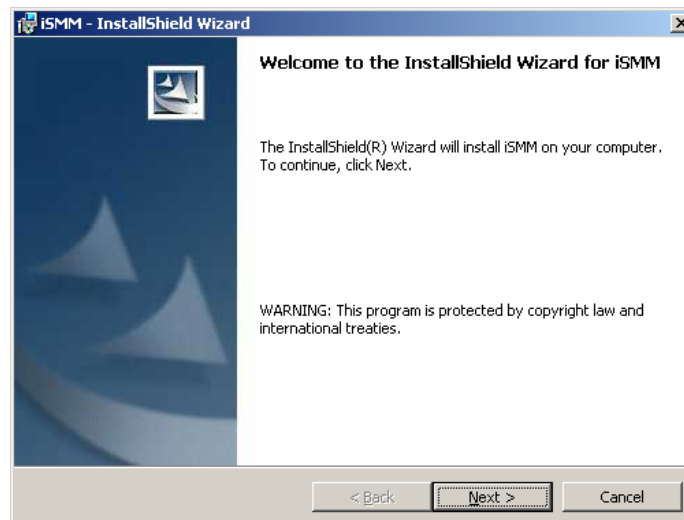 iSMM - InstallShield Wizard
Welcome to the InstallShield Wizard for iSMM
The InstallShield(R) Wizard will install iSMM on your computer.
To continue, click Next.
WARNING: This program is protected by copyright law and
international treaties.
< Back
Next >
Cancel